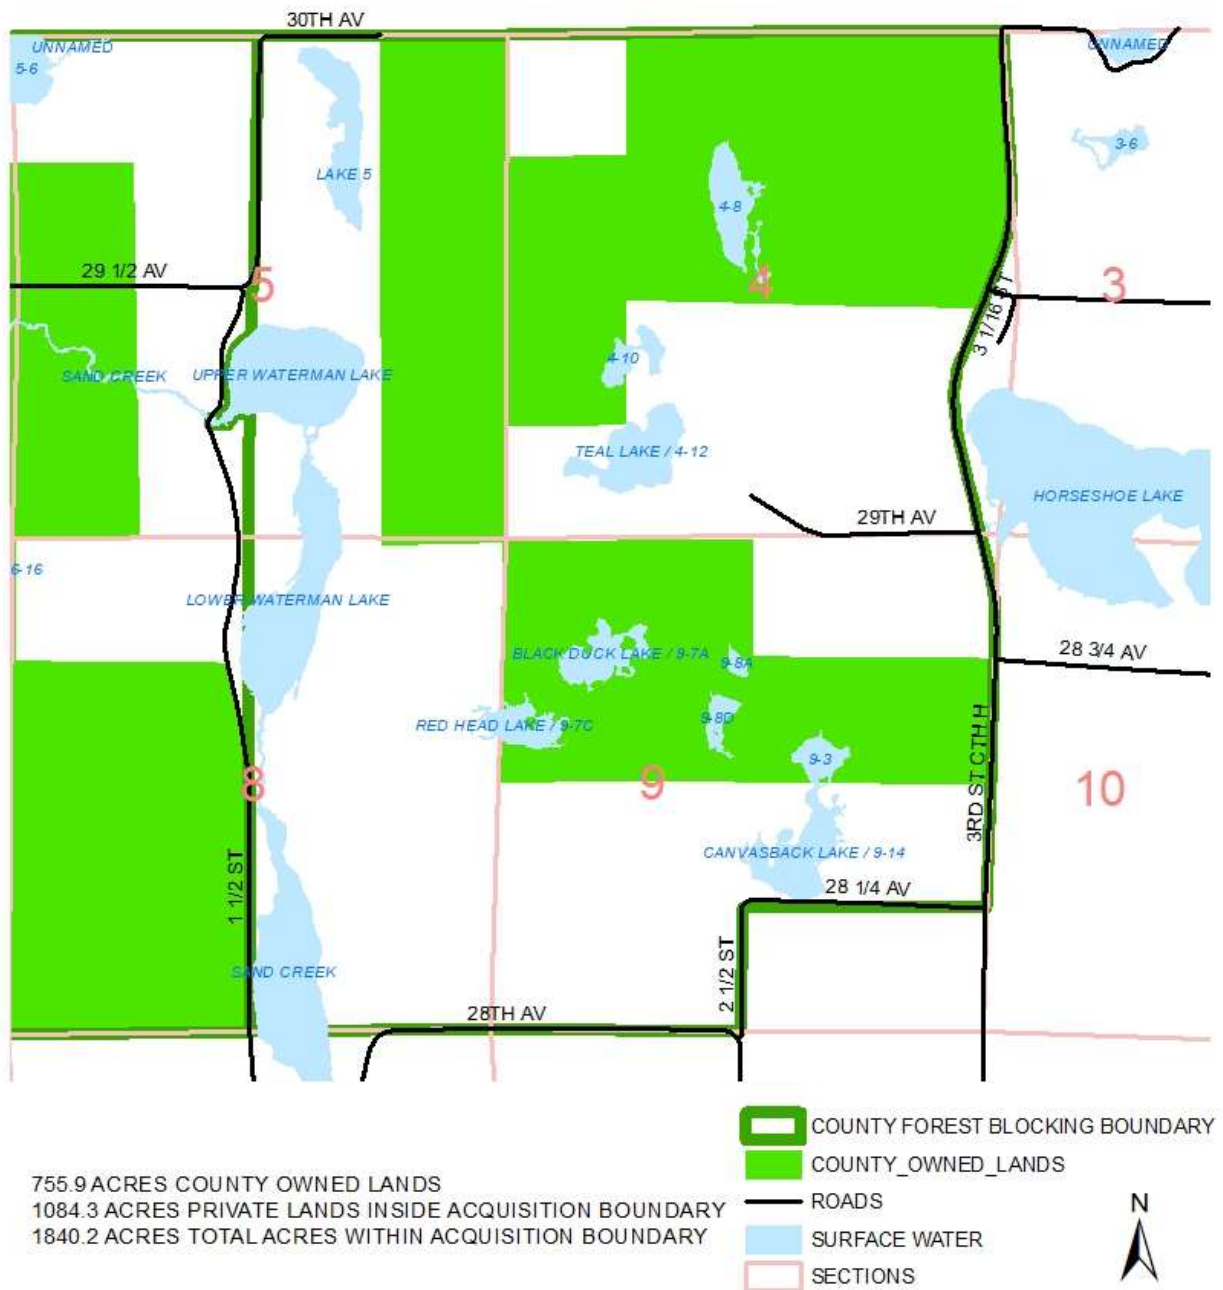 30TH AV
UNNAMED
5-6
UNNAMED
3-6
LAKE 5
4-8
29 1/2 AV
5
4
3
3 1/16 ST
SAND CREEK
UPPER WATERMAN LAKE
4-10
TEAL LAKE / 4-12
HORSESHOE LAKE
29TH AV
6-16
LOWER WATERMAN LAKE
BLACK DUCK LAKE / 9-7A
9-8A
28 3/4 AV
RED HEAD LAKE / 9-7C
9-8D
9-3
3RD ST CTH H
8
9
10
CANVASBACK LAKE / 9-14
28 1/4 AV
1 1/2 ST
SAND CREEK
2 1/2 ST
28TH AV
COUNTY FOREST BLOCKING BOUNDARY
COUNTY_OWNED_LANDS
ROADS
SURFACE WATER
SECTIONS
755.9 ACRES COUNTY OWNED LANDS
1084.3 ACRES PRIVATE LANDS INSIDE ACQUISITION BOUNDARY
1840.2 ACRES TOTAL ACRES WITHIN ACQUISITION BOUNDARY
N